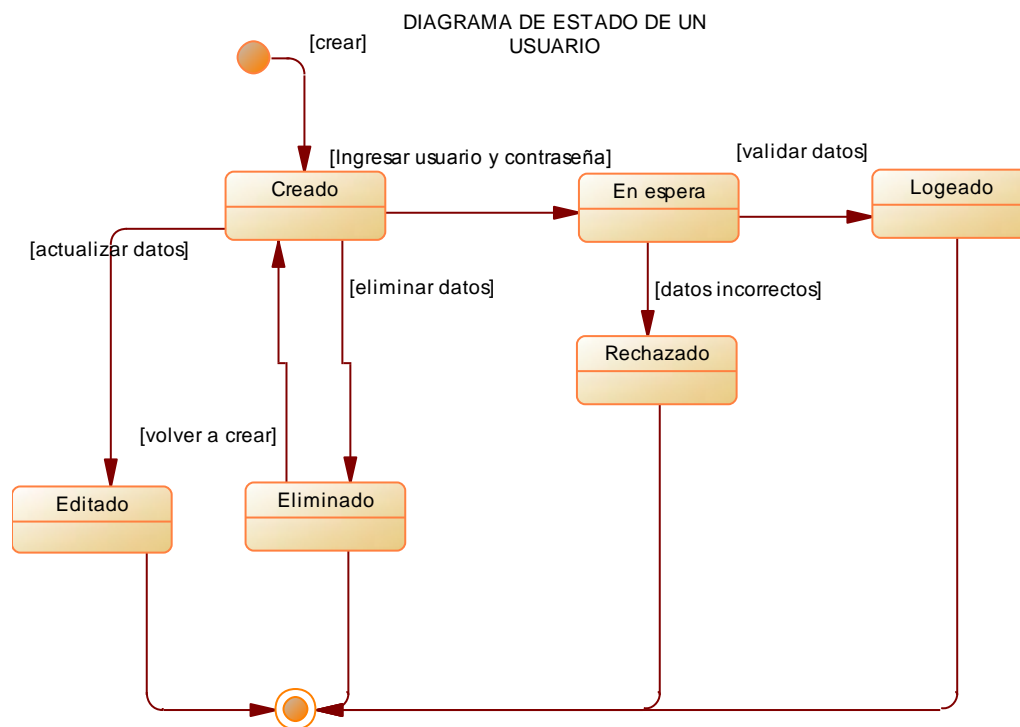 DIAGRAMA DE ESTADO DE UN
USUARIO
[crear]
[Ingresar usuario y contraseña]
[validar datos]
Creado
En espera
Logeado
[actualizar datos]
[eliminar datos]
[datos incorrectos]
Rechazado
[volver a crear]
Editado
Eliminado